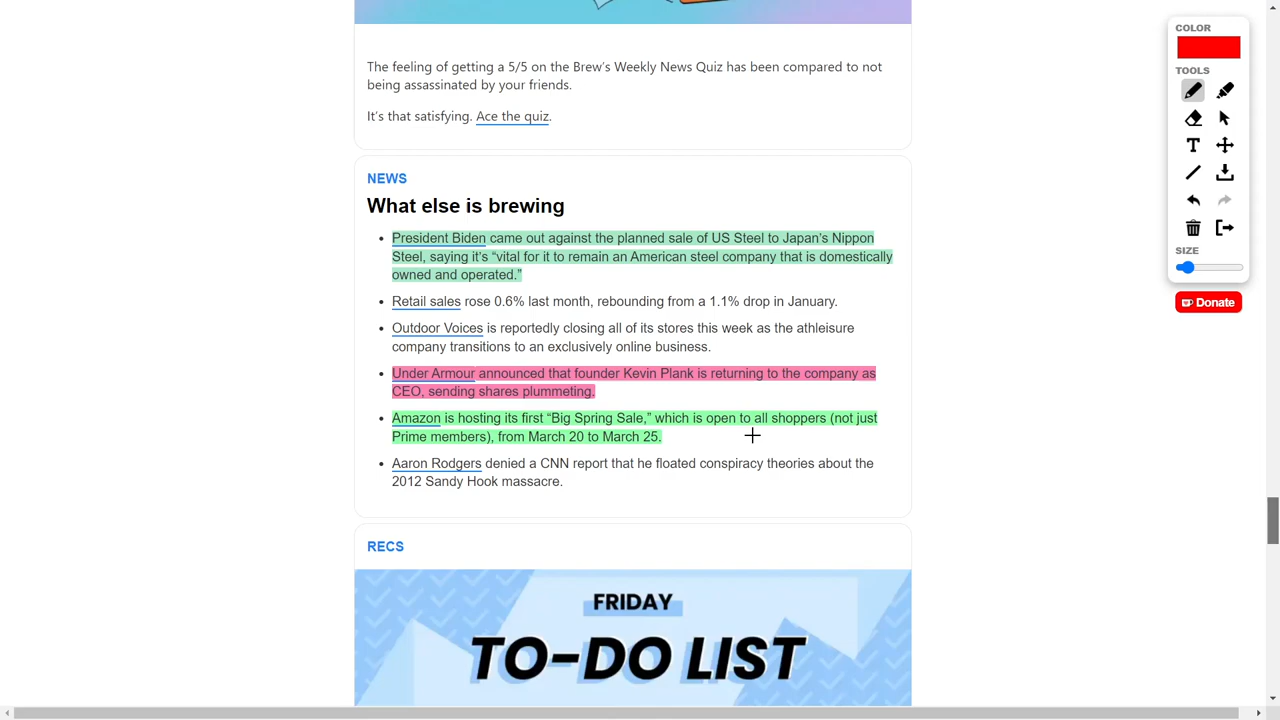 The feeling of getting a 5/5 on the Brew's Weekly News Quiz has been compared to not
being assassinated by your friends.
It's that satisfying. Ace the quiz.
NEWS
What else is brewing
President Biden came out against the planned sale of US Steel to Japan's Nippon
Steel, saying it's “vital for it to remain an American steel company that is domestically
owned and operated.”
Retail sales rose 0.6% last month, rebounding from a 1.1% drop in January.
Outdoor Voices is reportedly closing all of its stores this week as the athleisure
company transitions to an exclusively online business.
Under Armour announced that founder Kevin Plank is returning to the company as
CEO, sending shares plummeting.
Amazon is hosting its first “Big Spring Sale,” which is open to all shoppers (not just
Prime members), from March 20 to March 25.
Aaron Rodgers denied a CNN report that he floated conspiracy theories about the
2012 Sandy Hook massacre.
RECS
FRIDAY
TO-DO LIST
COLOR
TOOLS
T
SIZE
Donate